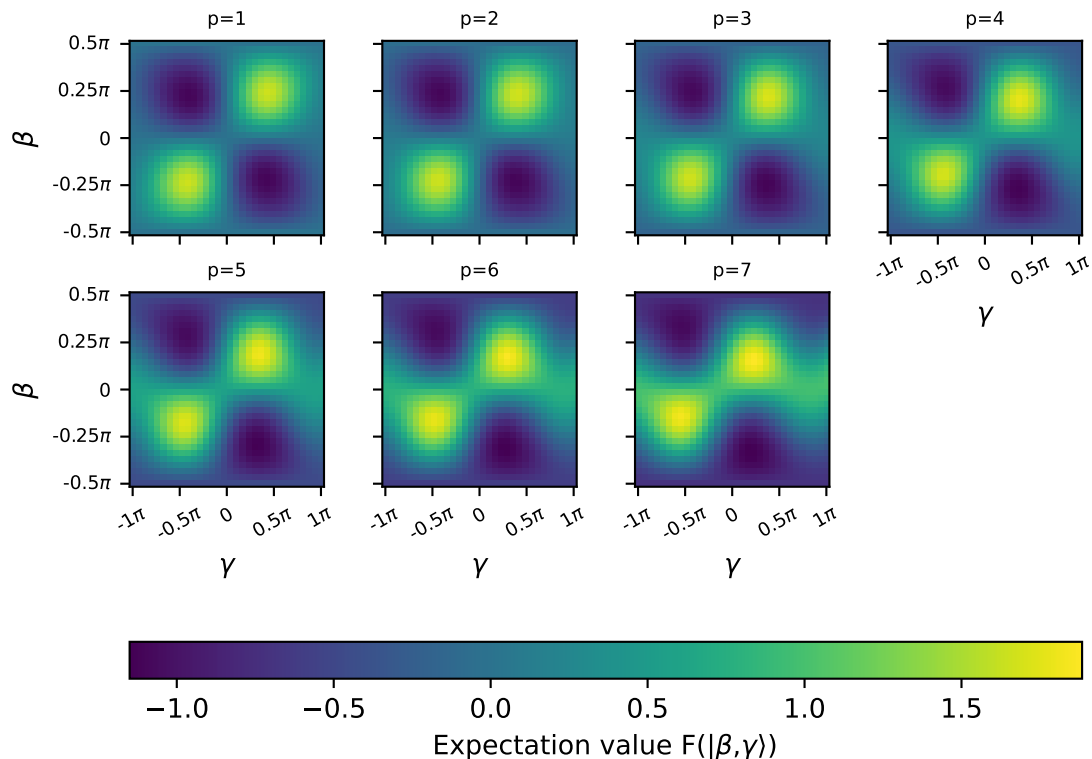 p=1 p=2 p=3 p=4
0.5π
0.25π
0
-0.25π
-0.5π
β
-1π -0.5π 0 0.5π 1π
γ
p=5 p=6 p=7
0.5π
0.25π
0
-0.25π
-0.5π
β
-1π -0.5π 0 0.5π 1π -1π -0.5π 0 0.5π 1π -1π -0.5π 0 0.5π 1π
γ γ γ
−1.0 −0.5 0.0 0.5 1.0 1.5
Expectation value F(|β,γ⟩)